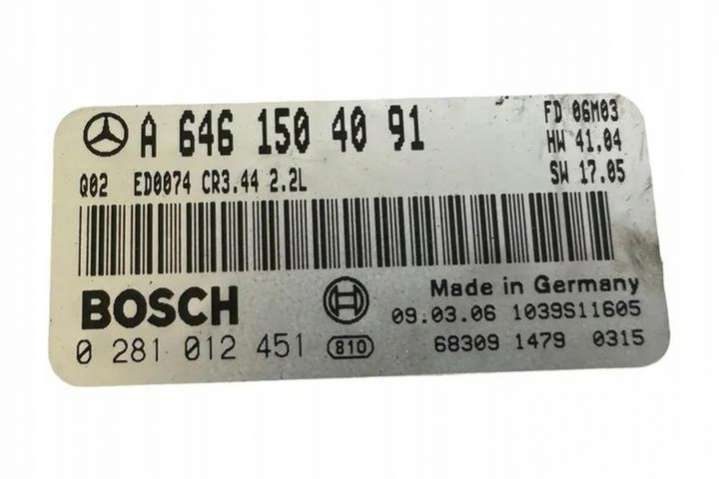 A 646 150 40 91 FD 06M03
HW 41.04
Q02 ED0074 CR3.44 2.2L SW 17.05
BOSCH Made in Germany
09.03.06 1039S11605
0 281 012 451 810 68309 1479 0315